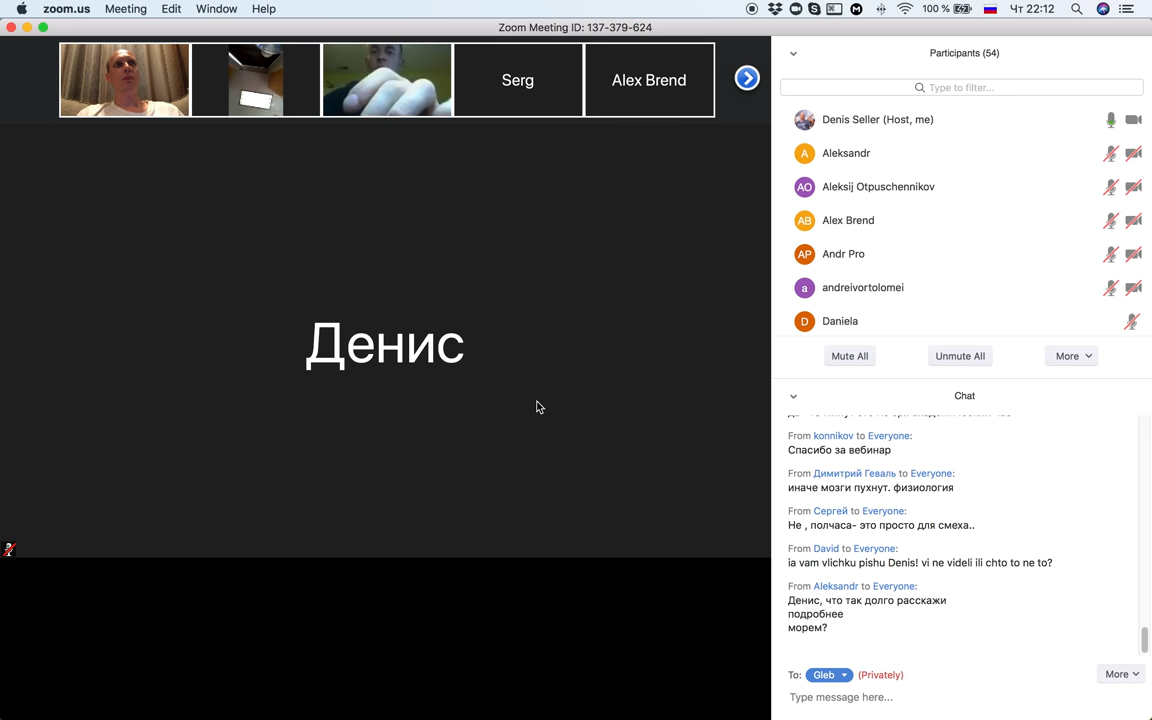 zoom.us Meeting Edit Window Help 100 % Чт 22:12
Zoom Meeting ID: 137-379-624
Serg
Alex Brend
Денис
Participants (54)
Type to filter...
Denis Seller (Host, me)
A Aleksandr
AO Aleksij Otpuschennikov
AB Alex Brend
AP Andr Pro
a andreivortolomei
D Daniela
Mute All Unmute All More
Chat
From konnikov to Everyone:
Спасибо за вебинар
From Димитрий Геваль to Everyone:
иначе мозги пухнут. физиология
From Сергей to Everyone:
Не , полчаса- это просто для смеха..
From David to Everyone:
ia vam vlichku pishu Denis! vi ne videli ili chto to ne to?
From Aleksandr to Everyone:
Денис, что так долго расскажи
подробнее
морем?
To: Gleb (Privately) More
Type message here...